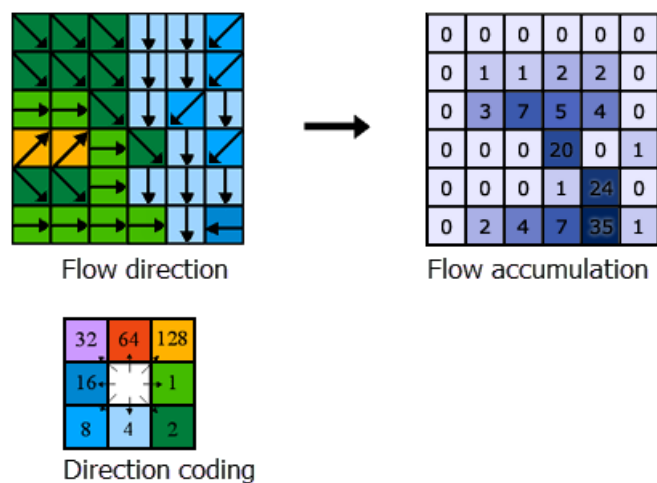 0 0 0 0 0 0
0 1 1 2 2 0
0 3 7 5 4 0
0 0 0 20 0 1
0 0 0 1 24 0
0 2 4 7 35 1
Flow direction
Flow accumulation
32 64 128
16 1
8 4 2
Direction coding